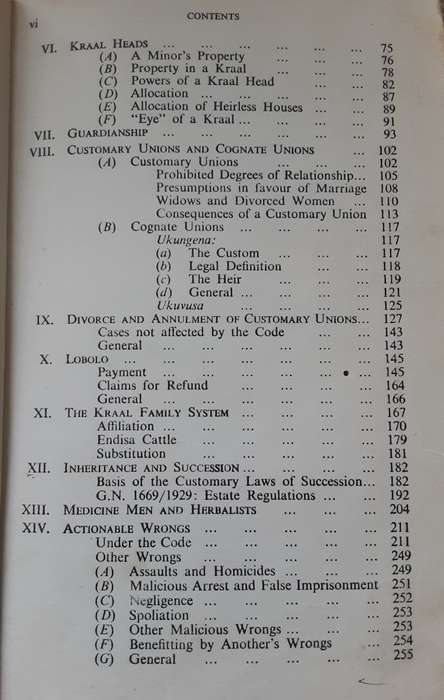 vi
CONTENTS
VI. KRAAL HEADS ... ... ... ... ... ... 75
(A) A Minor's Property ... ... ... 76
(B) Property in a Kraal ... ... ... 78
(C) Powers of a Kraal Head ... ... 82
(D) Allocation ... ... ... ... ... 87
(E) Allocation of Heirless Houses ... ... 89
(F) "Eye" of a Kraal ... ... ... ... 91
VII. GUARDIANSHIP ... ... ... ... ... ... 93
VIII. CUSTOMARY UNIONS AND COGNATE UNIONS ... 102
(A) Customary Unions ... ... ... 102
Prohibited Degrees of Relationship... 105
Presumptions in favour of Marriage 108
Widows and Divorced Women ... 110
Consequences of a Customary Union 113
(B) Cognate Unions ... ... ... ... 117
Ukungena: 117
(a) The Custom ... ... ... 117
(b) Legal Definition ... ... 118
(c) The Heir ... ... ... 119
(d) General ... ... ... ... 121
Ukuvusa ... ... ... ... 125
IX. DIVORCE AND ANNULMENT OF CUSTOMARY UNIONS... 127
Cases not affected by the Code ... ... 143
General ... ... ... ... ... ... 143
X. LOBOLO ... ... ... ... ... ... ... 145
Payment ... ... ... ... ... ... 145
Claims for Refund ... ... ... ... 164
General ... ... ... ... ... ... 166
XI. THE KRAAL FAMILY SYSTEM ... ... ... ... 167
Affiliation ... ... ... ... ... ... 170
Endisa Cattle ... ... ... ... ... 179
Substitution ... ... ... ... ... 181
XII. INHERITANCE AND SUCCESSION ... ... ... ... 182
Basis of the Customary Laws of Succession... 182
G.N. 1669/1929: Estate Regulations ... ... 192
XIII. MEDICINE MEN AND HERBALISTS ... ... ... 204
XIV. ACTIONABLE WRONGS ... ... ... ... ... 211
Under the Code ... ... ... ... ... 211
Other Wrongs ... ... ... ... ... 249
(A) Assaults and Homicides ... ... ... 249
(B) Malicious Arrest and False Imprisonment 251
(C) Negligence ... ... ... ... ... 252
(D) Spoliation ... ... ... ... ... 253
(E) Other Malicious Wrongs ... ... ... 253
(F) Benefitting by Another's Wrongs ... 254
(G) General ... ... ... ... ... 255